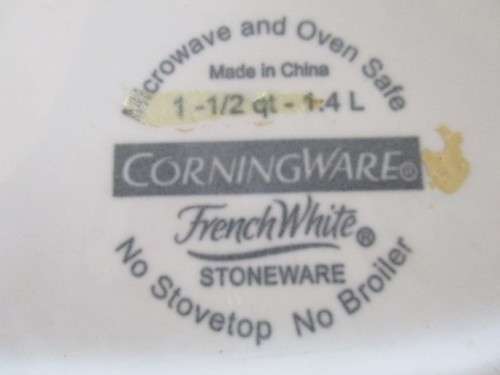 Microwave and Oven Safe
Made in China
1 -1/2 qt - 1.4 L
CORNINGWARE®
FrenchWhite®
STONEWARE
No Stovetop No Broiler